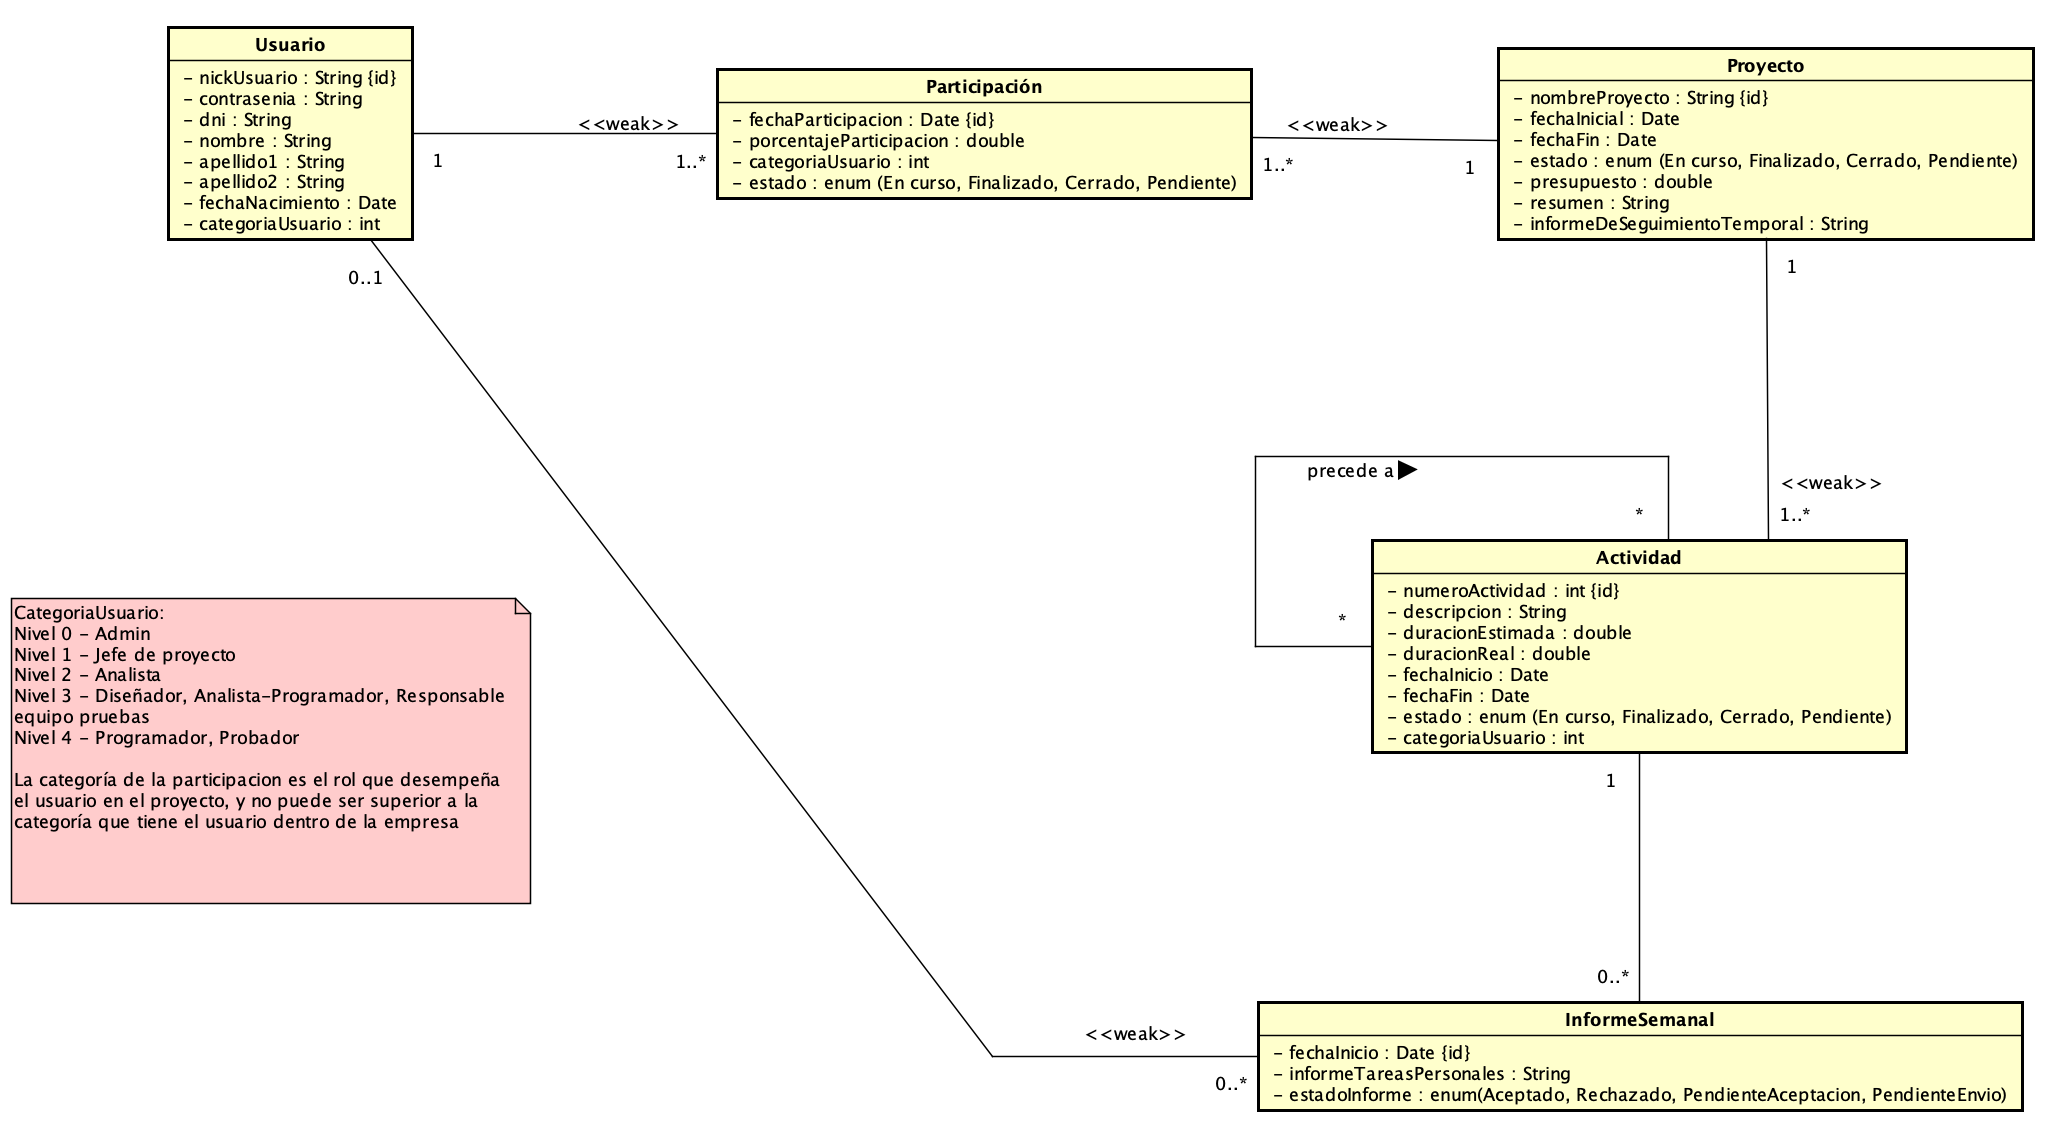 Usuario
- nickUsuario : String {id}
- contrasenia : String
- dni : String
- nombre : String
- apellido1 : String
- apellido2 : String
- fechaNacimiento : Date
- categoriaUsuario : int
<<weak>>
1
1..*
Participación
- fechaParticipacion : Date {id}
- porcentajeParticipacion : double
- categoriaUsuario : int
- estado : enum (En curso, Finalizado, Cerrado, Pendiente)
<<weak>>
1..*
1
Proyecto
- nombreProyecto : String {id}
- fechaInicial : Date
- fechaFin : Date
- estado : enum (En curso, Finalizado, Cerrado, Pendiente)
- presupuesto : double
- resumen : String
- informeDeSeguimientoTemporal : String
0..1
1
precede a
<<weak>>
*
1..*
*
Actividad
- numeroActividad : int {id}
- descripcion : String
- duracionEstimada : double
- duracionReal : double
- fechaInicio : Date
- fechaFin : Date
- estado : enum (En curso, Finalizado, Cerrado, Pendiente)
- categoriaUsuario : int
CategoriaUsuario:
Nivel 0 - Admin
Nivel 1 - Jefe de proyecto
Nivel 2 - Analista
Nivel 3 - Diseñador, Analista-Programador, Responsable
equipo pruebas
Nivel 4 - Programador, Probador
La categoría de la participacion es el rol que desempeña
el usuario en el proyecto, y no puede ser superior a la
categoría que tiene el usuario dentro de la empresa
1
0..*
<<weak>>
0..*
InformeSemanal
- fechaInicio : Date {id}
- informeTareasPersonales : String
- estadoInforme : enum(Aceptado, Rechazado, PendienteAceptacion, PendienteEnvio)